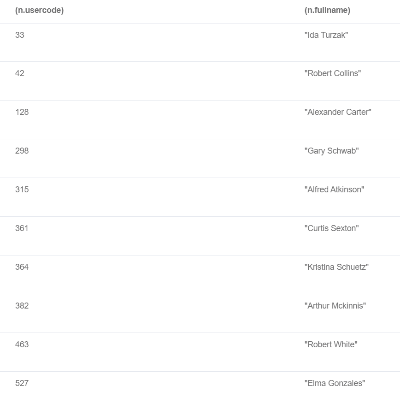 (n.usercode) (n.fullname)
33 "Ida Turzak"
42 "Robert Collins"
128 "Alexander Carter"
298 "Gary Schwab"
315 "Alfred Atkinson"
361 "Curtis Sexton"
364 "Kristina Schuetz"
382 "Arthur Mckinnis"
463 "Robert White"
527 "Elma Gonzales"